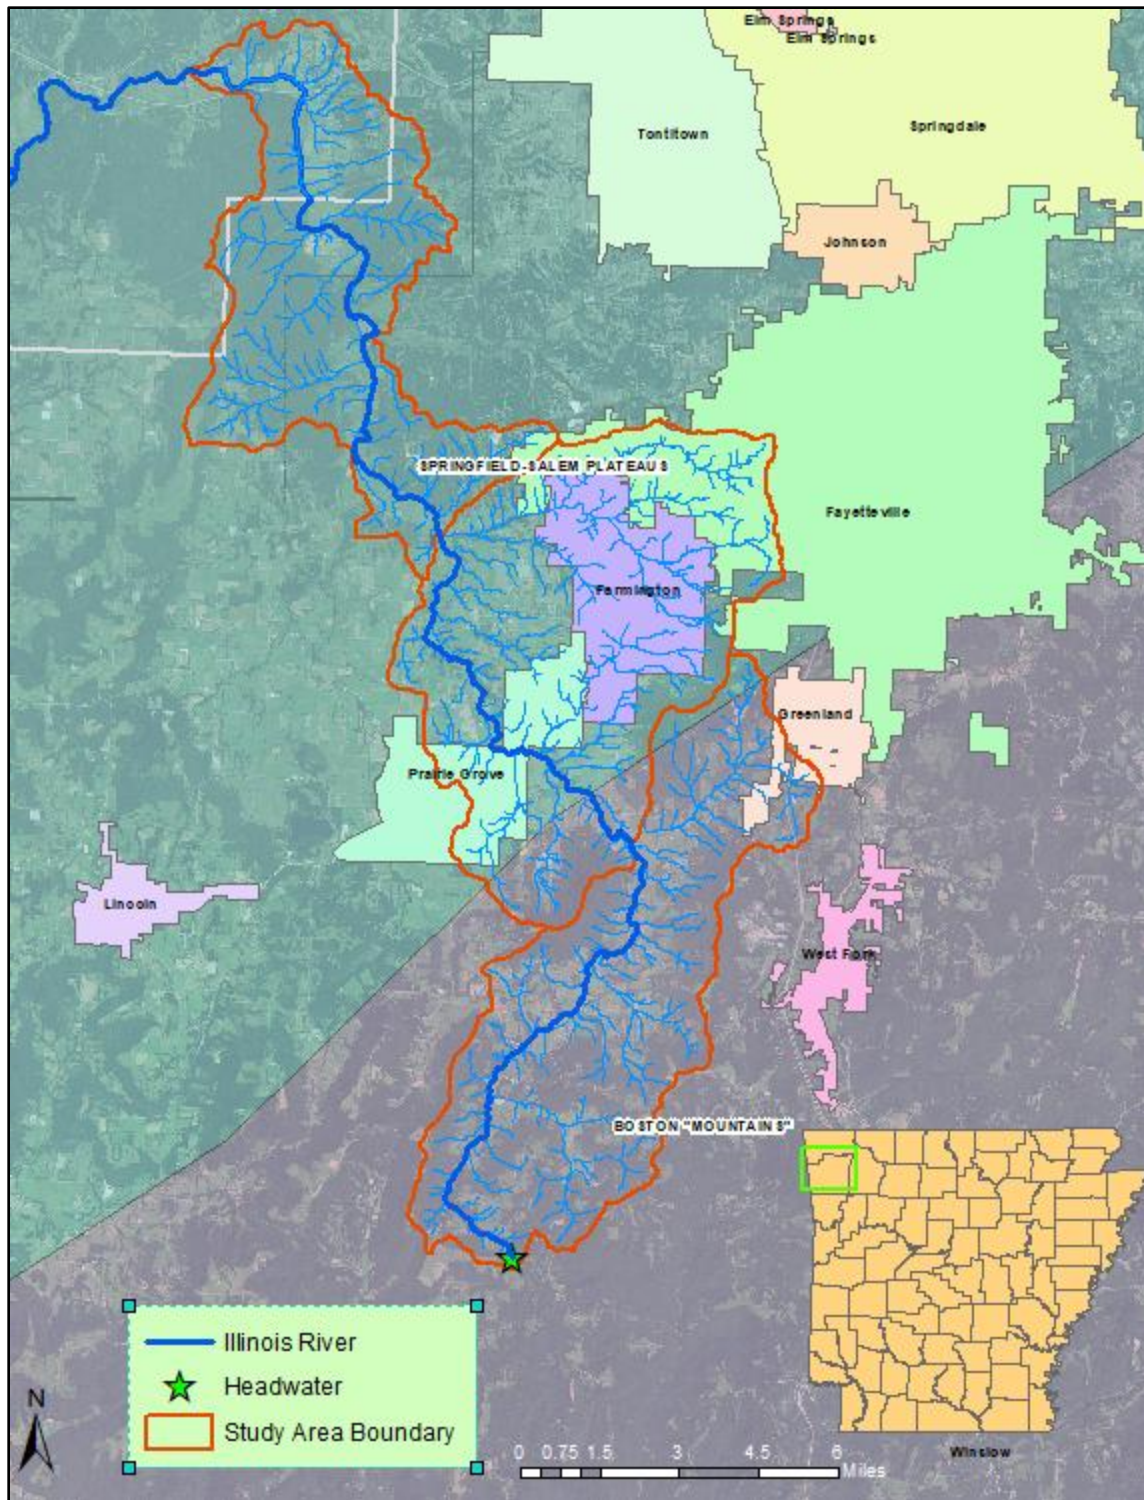 Elm Springs
Elm Springs
Springdale
Tontitown
Johnson
SPRINGFIELD-SALEM PLATEAUS
Fayetteville
Farmington
Greenland
Prairie Grove
Lincoln
West Fork
BOSTON "MOUNTAINS"
Illinois River
Headwater
Study Area Boundary
N
Winslow
0 0.75 1.5 3 4.5 6
Miles